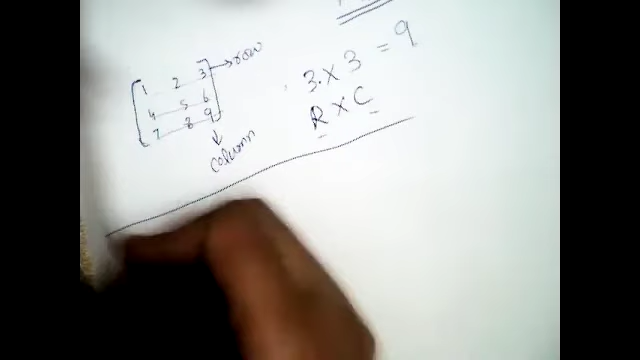 1 2 3 → row
4 5 6
7 8 9
↓
column
3 × 3 = 9
R × C